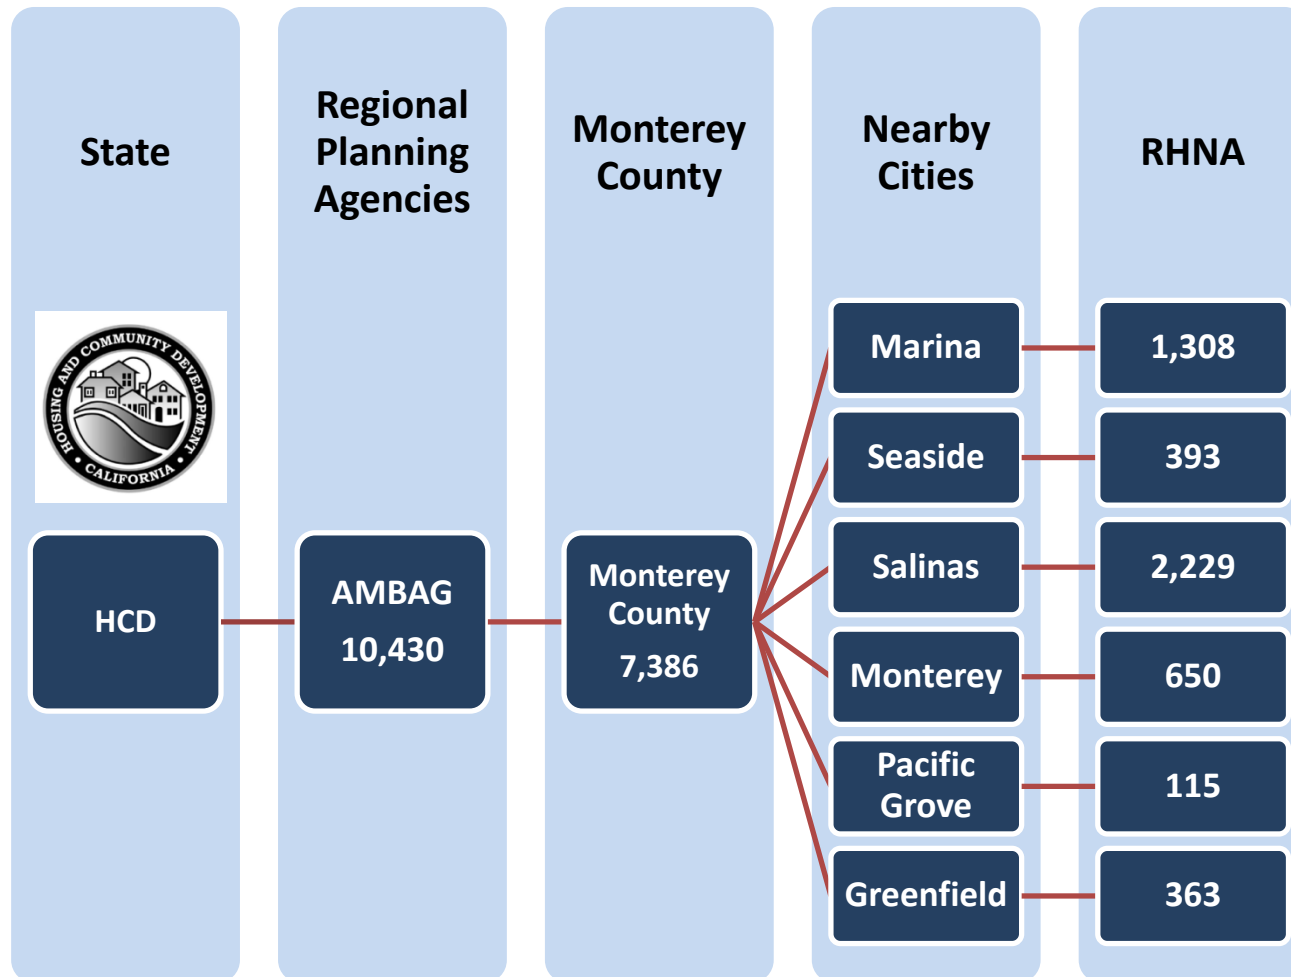 State
Regional
Planning
Agencies
Monterey
County
Nearby
Cities
RHNA
HOUSING AND COMMUNITY DEVELOPMENT
• CALIFORNIA •
HCD
AMBAG
10,430
Monterey
County
7,386
Marina
1,308
Seaside
393
Salinas
2,229
Monterey
650
Pacific
Grove
115
Greenfield
363